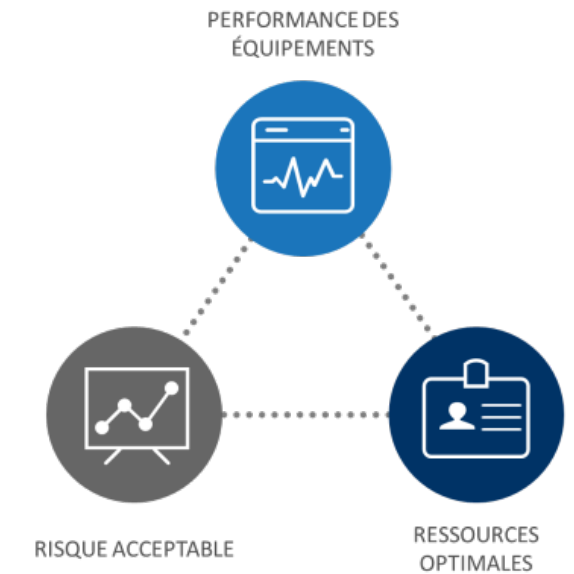 PERFORMANCE DES
ÉQUIPEMENTS
RISQUE ACCEPTABLE
RESSOURCES
OPTIMALES